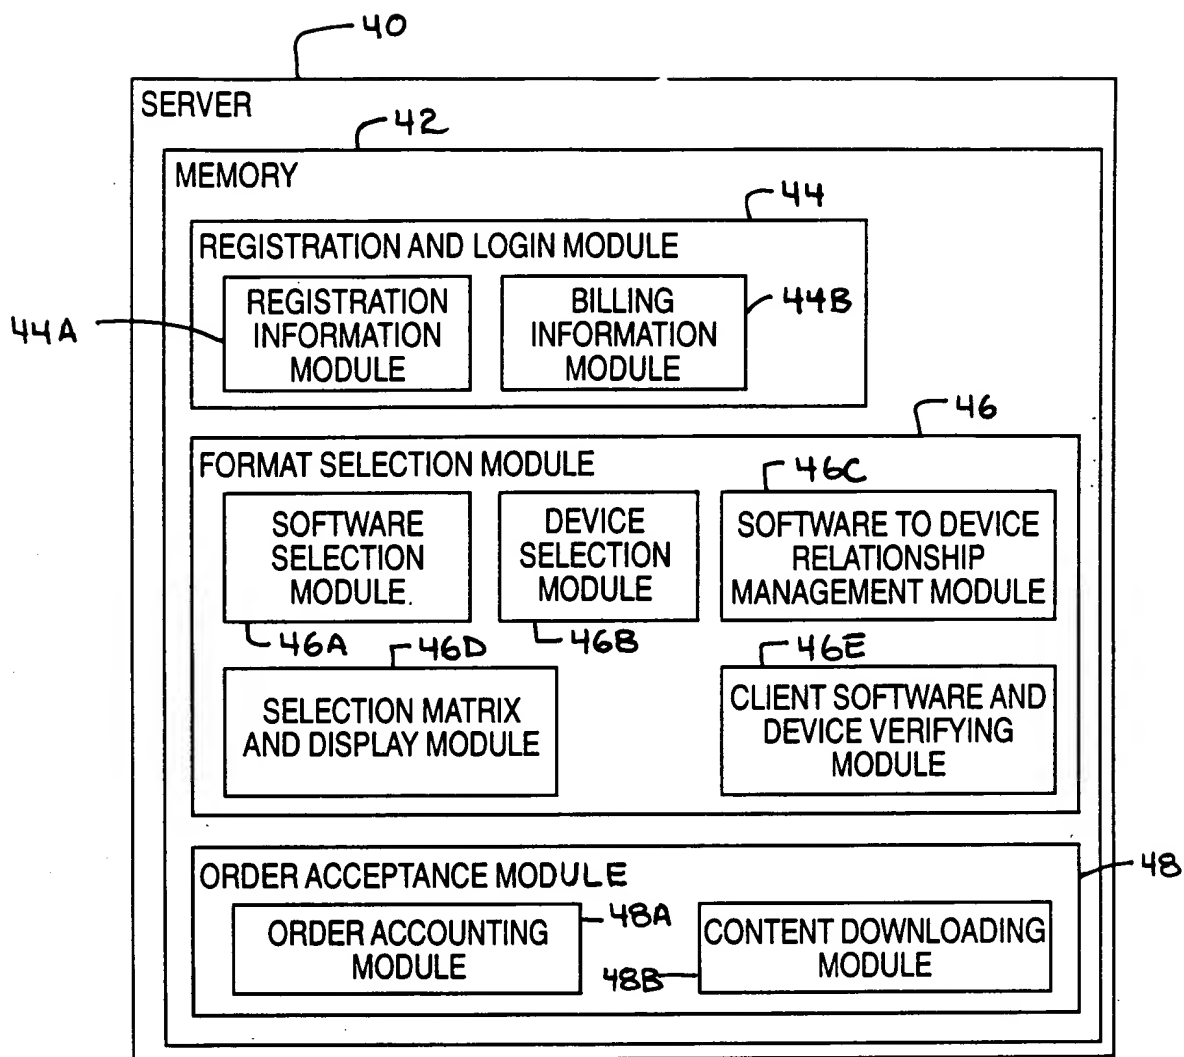 40
SERVER
42
MEMORY
44
REGISTRATION AND LOGIN MODULE
44A
REGISTRATION
INFORMATION
MODULE
BILLING
INFORMATION
MODULE
44B
46
FORMAT SELECTION MODULE
46C
SOFTWARE
SELECTION
MODULE.
DEVICE
SELECTION
MODULE
SOFTWARE TO DEVICE
RELATIONSHIP
MANAGEMENT MODULE
46A
46D
46B
46E
SELECTION MATRIX
AND DISPLAY MODULE
CLIENT SOFTWARE AND
DEVICE VERIFYING
MODULE
ORDER ACCEPTANCE MODULE
48
ORDER ACCOUNTING
MODULE
48A
48B
CONTENT DOWNLOADING
MODULE